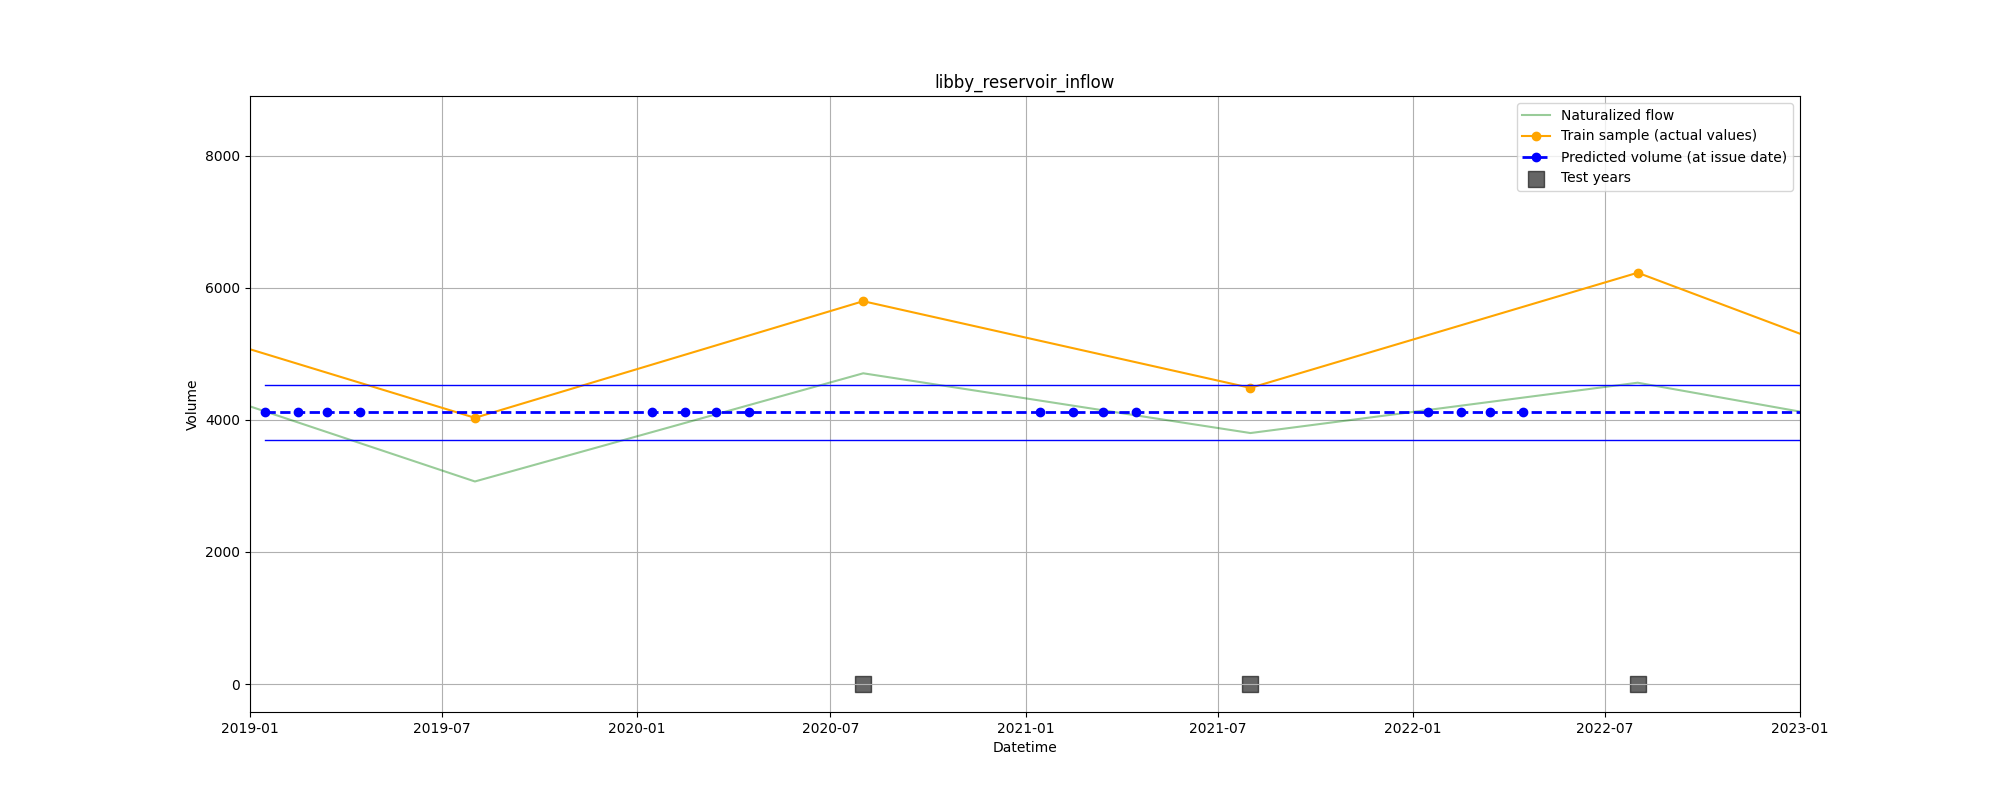 libby_reservoir_inflow
Naturalized flow
Train sample (actual values)
Predicted volume (at issue date)
Test years
8000
6000
4000
2000
0
Volume
2019-01 2019-07 2020-01 2020-07 2021-01 2021-07 2022-01 2022-07 2023-01
Datetime